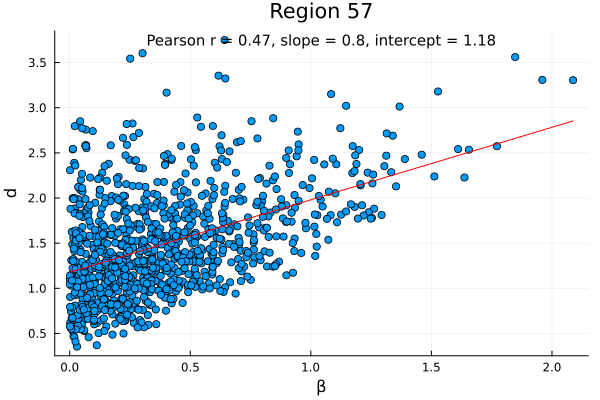 Region 57
Pearson r = 0.47, slope = 0.8, intercept = 1.18
d
3.5
3.0
2.5
2.0
1.5
1.0
0.5
0.0 0.5 1.0 1.5 2.0
β